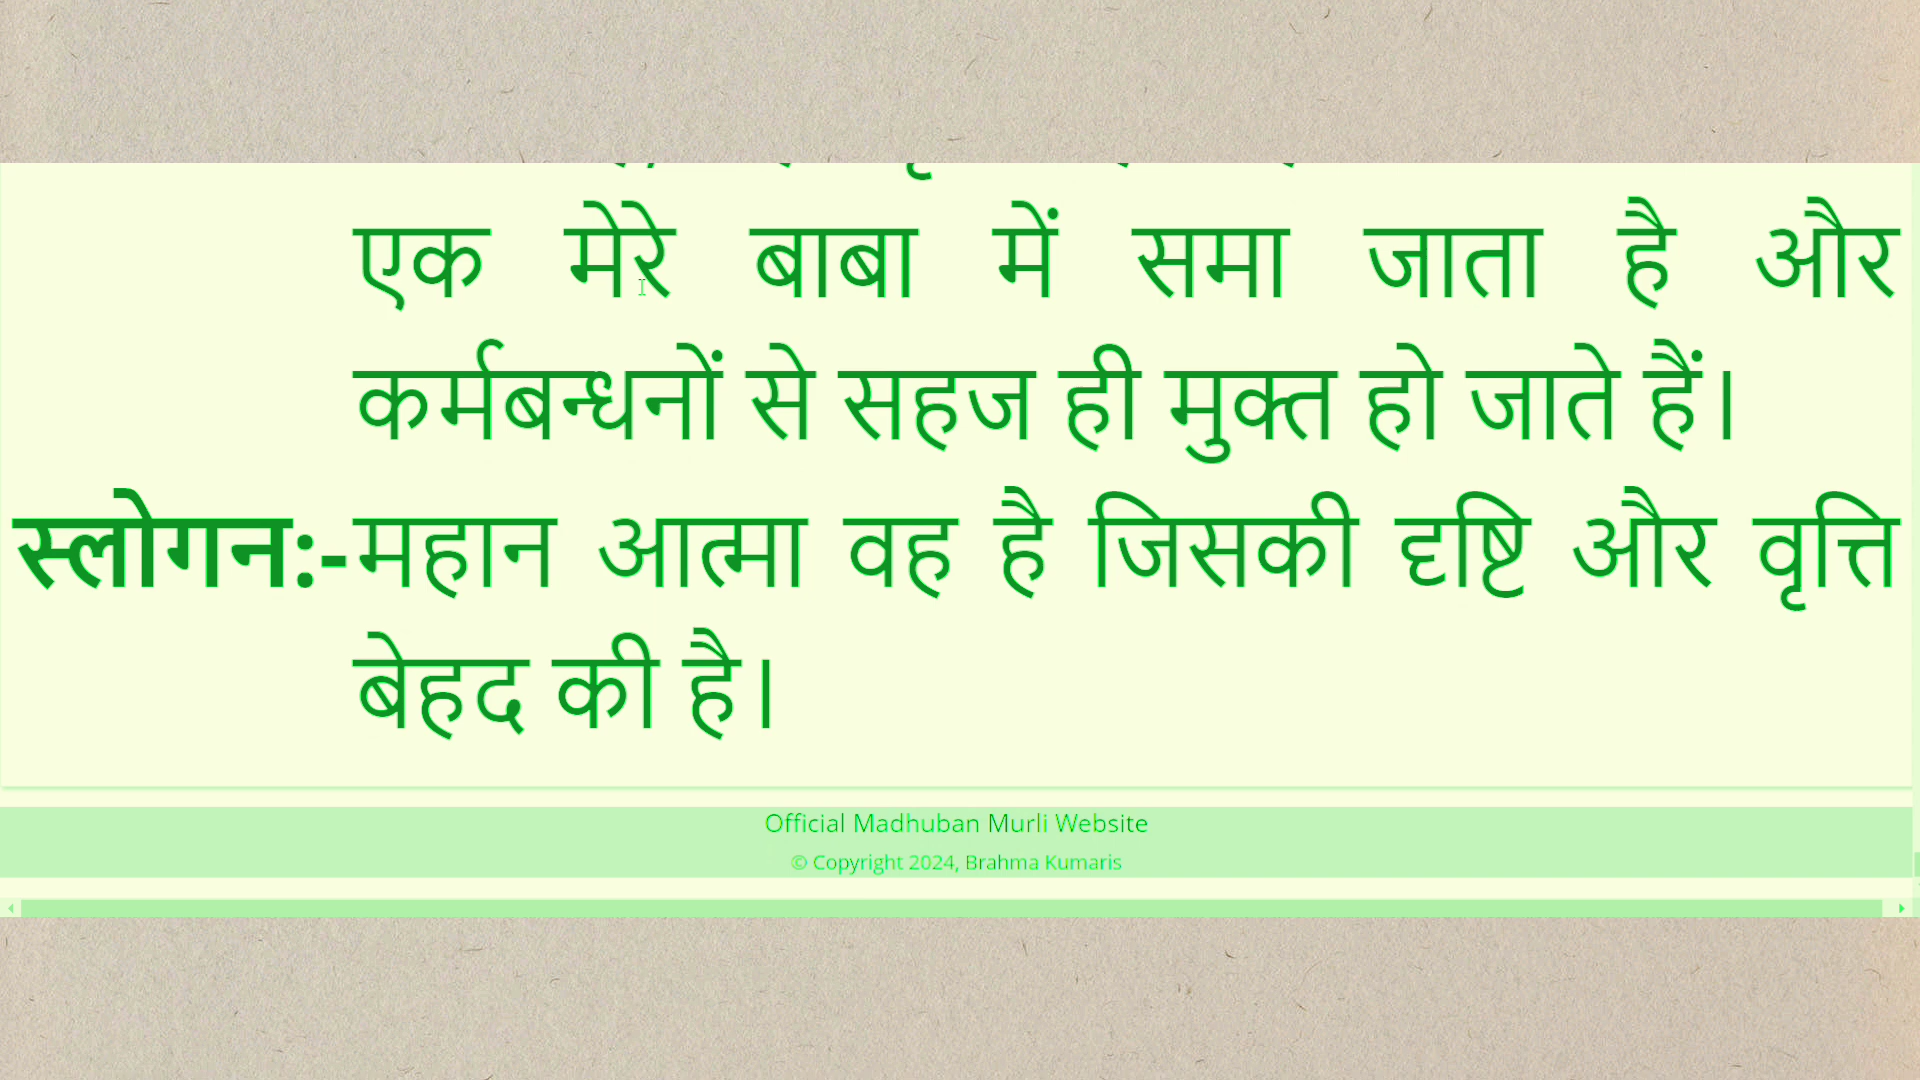 एक मेरे बाबा में समा जाता है और
कर्मबन्धनों से सहज ही मुक्त हो जाते हैं।
स्लोगन:-महान आत्मा वह है जिसकी दृष्टि और वृत्ति
बेहद की है।
Official Madhuban Murli Website
© Copyright 2024, Brahma Kumaris